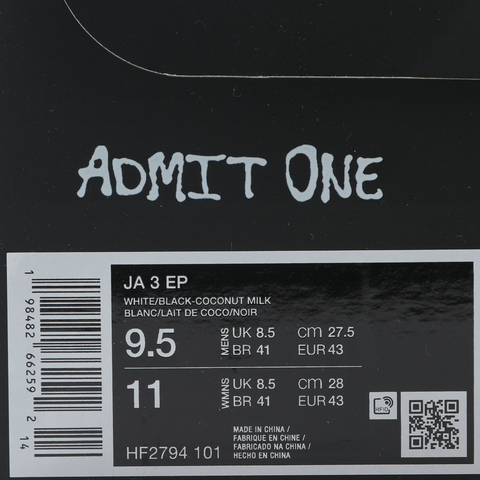 ADMIT ONE
1 98482 66259 2 14
JA 3 EP
WHITE/BLACK-COCONUT MILK
BLANC/LAIT DE COCO/NOIR
9.5 MENS UK 8.5 cm 27.5
BR 41 EUR 43
11 WMNS UK 8.5 cm 28
BR 41 EUR 43
MADE IN CHINA /
FABRIQUE EN CHINE /
FABRICADO NA CHINA /
HECHO EN CHINA
HF2794 101
HFID